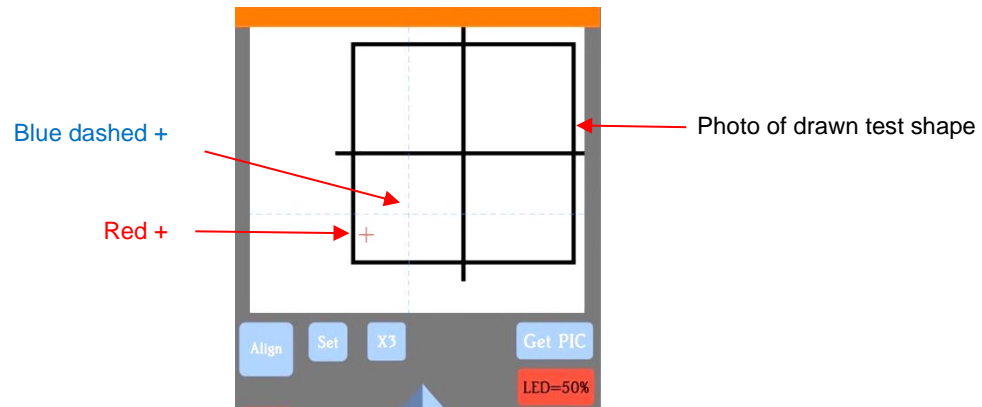 Blue dashed +
Photo of drawn test shape
Red +
Align
Set
X3
Get PIC
LED=50%